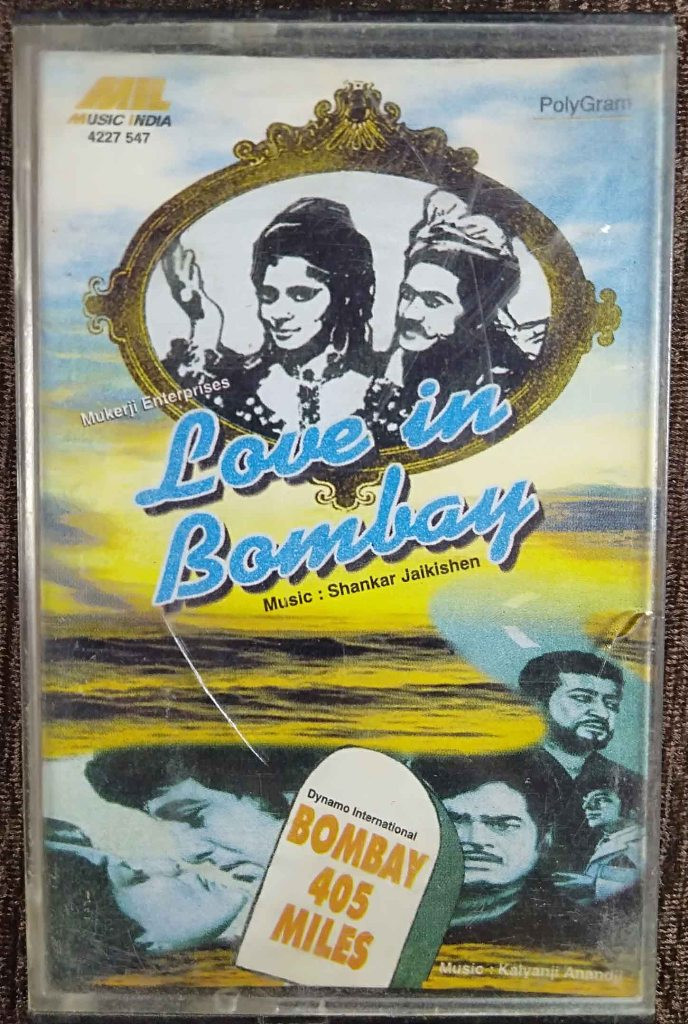 MIL
MUSIC INDIA
4227 547
PolyGram
Mukerji Enterprises
Love in
Bombay
Music : Shankar Jaikishen
Dynamo International
BOMBAY
405
MILES
Music : Kalyanji Anandji